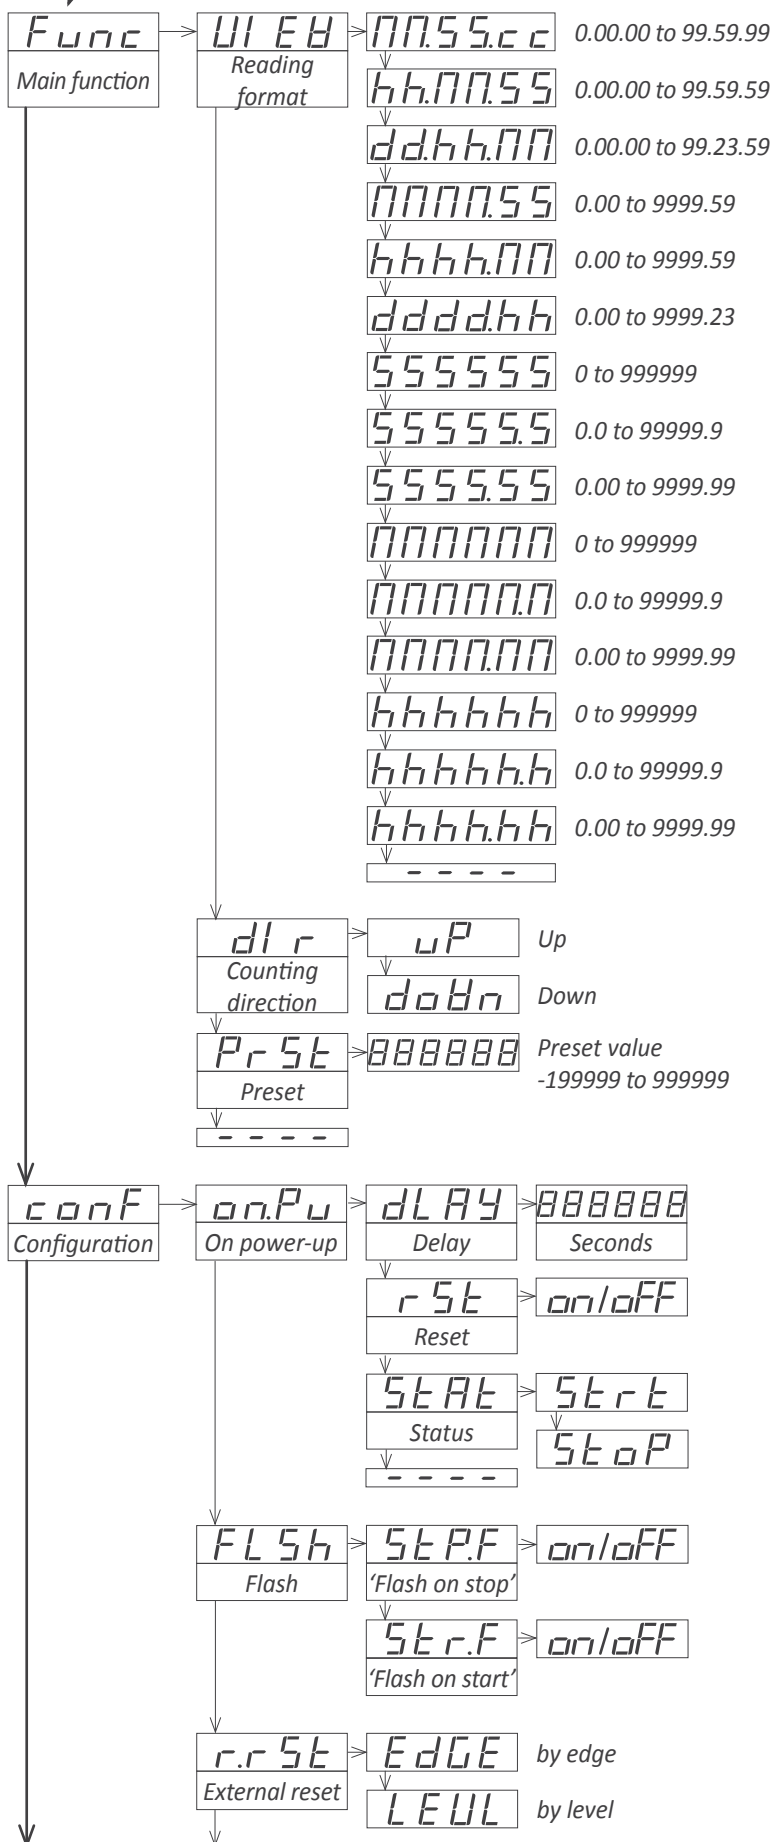 Func
Main function
VIEW
Reading
format
MM.SS.cc 0.00.00 to 99.59.99
hh.MM.SS 0.00.00 to 99.59.59
dd.hh.MM 0.00.00 to 99.23.59
MMMM.SS 0.00 to 9999.59
hhhh.MM 0.00 to 9999.59
dddd.hh 0.00 to 9999.23
SSSSSS 0 to 999999
SSSSS.S 0.0 to 99999.9
SSSS.SS 0.00 to 9999.99
MMMMMM 0 to 999999
MMMMM.M 0.0 to 99999.9
MMMM.MM 0.00 to 9999.99
hhhhhh 0 to 999999
hhhhh.h 0.0 to 99999.9
hhhh.hh 0.00 to 9999.99
- - - -
dIr
Counting
direction
uP Up
doWn Down
PrSt
Preset
888888 Preset value
-199999 to 999999
- - - -
conF
Configuration
on.Pu
On power-up
dLAY
Delay
888888
Seconds
rSt
Reset
on/oFF
StAt
Status
Strt
StoP
- - - -
FLSh
Flash
StP.F
‘Flash on stop’
on/oFF
Str.F
‘Flash on start’
on/oFF
r.rSt
External reset
EdGE by edge
LEVL by level